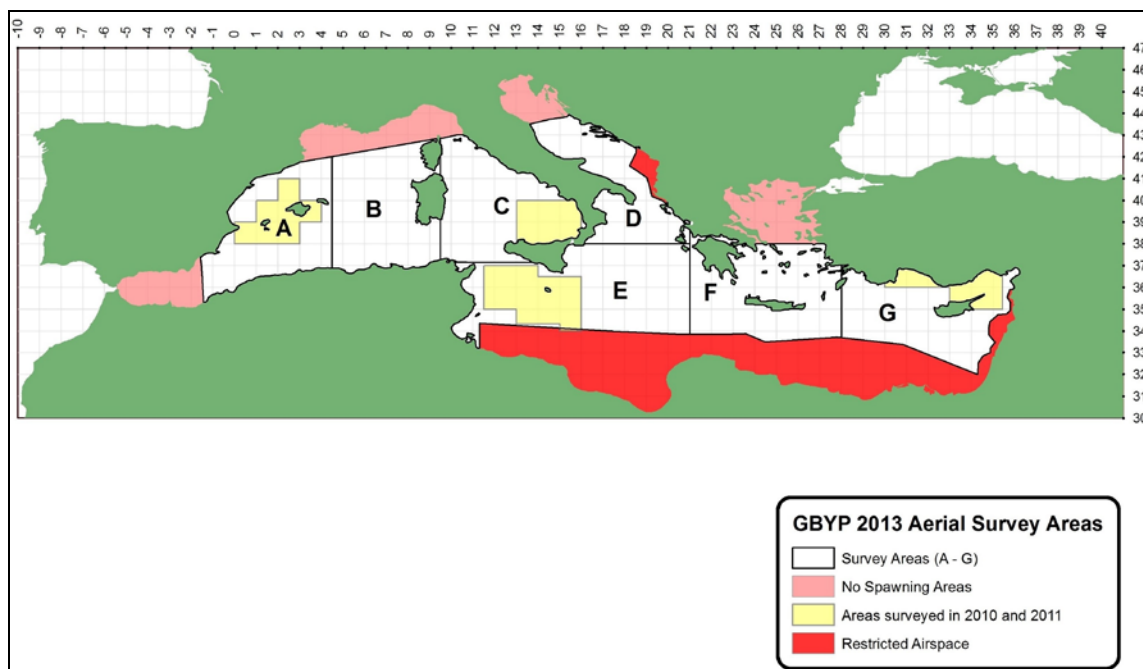 -10 -9 -8 -7 -6 -5 -4 -3 -2 -1 0 1 2 3 4 5 6 7 8 9 10 11 12 13 14 15 16 17 18 19 20 21 22 23 24 25 26 27 28 29 30 31 32 33 34 35 36 37 38 39 40
47
46
45
44
43
42
41
40
39
38
37
36
35
34
33
32
31
30
A
B
C
D
E
F
G
GBYP 2013 Aerial Survey Areas
Survey Areas (A - G)
No Spawning Areas
Areas surveyed in 2010 and 2011
Restricted Airspace